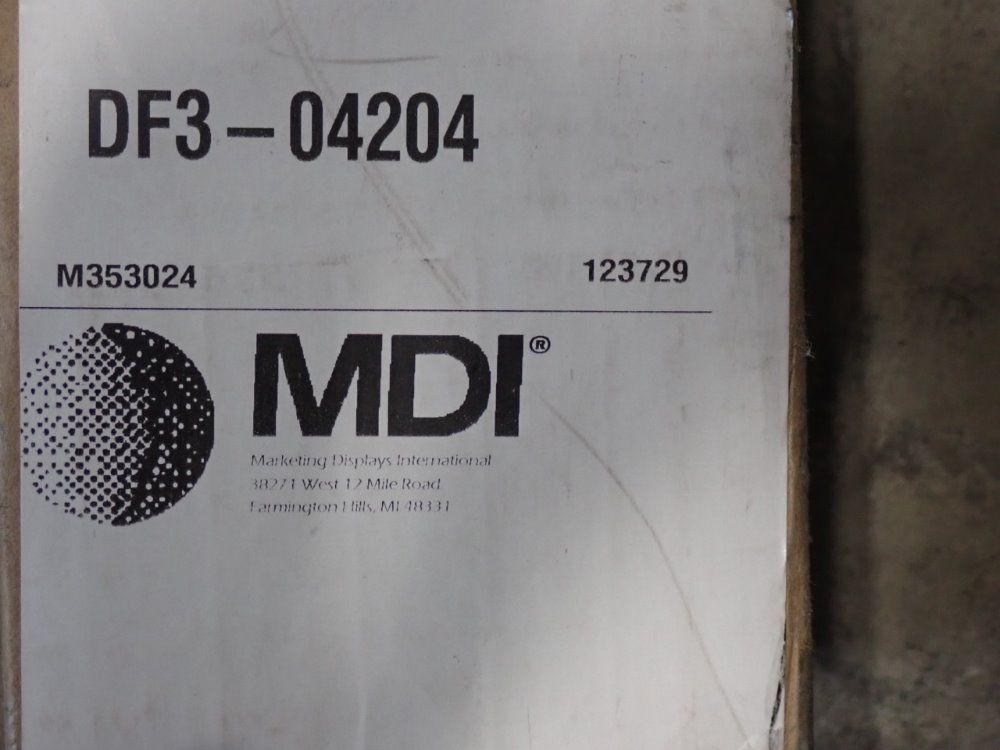 DF3-04204
M353024 123729
MDI®
Marketing Displays International
38271 West 12 Mile Road
Farmington Hills, MI 48331